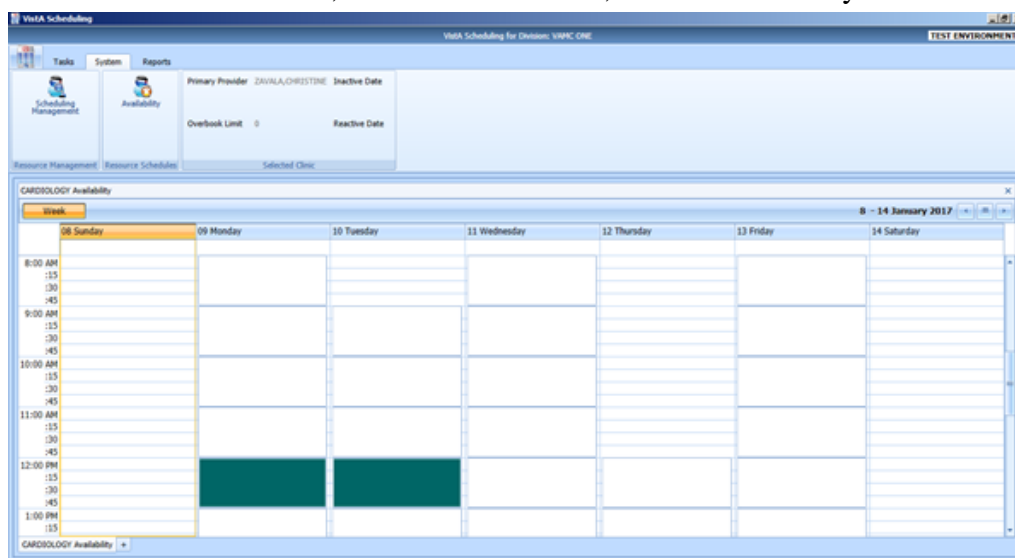 VistA Scheduling
VistA Scheduling for Division: VAMC ONE
TEST ENVIRONMENT
Tasks System Reports
Scheduling Management
Availability
Primary Provider ZAVALA,CHRISTINE Inactive Date
Overbook Limit 0 Reactive Date
Resource Management Resource Schedules Selected Clinic
CARDIOLOGY Availability
Week
8 - 14 January 2017
08 Sunday 09 Monday 10 Tuesday 11 Wednesday 12 Thursday 13 Friday 14 Saturday
8:00 AM
:15
:30
:45
9:00 AM
:15
:30
:45
10:00 AM
:15
:30
:45
11:00 AM
:15
:30
:45
12:00 PM
:15
:30
:45
1:00 PM
:15
CARDIOLOGY Availability +